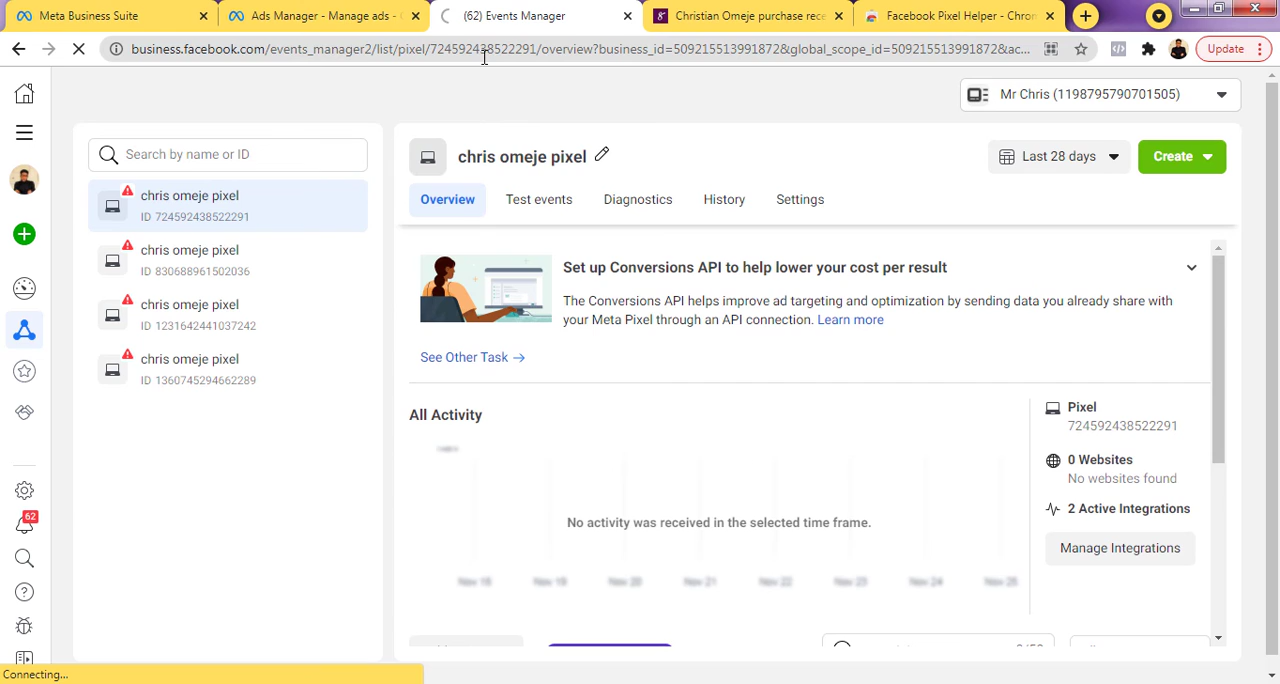 Meta Business Suite
Ads Manager - Manage ads -
(62) Events Manager
Christian Omeje purchase rece
Facebook Pixel Helper - Chrom
business.facebook.com/events_manager2/list/pixel/724592438522291/overview?business_id=509215513991872&global_scope_id=509215513991872&ac...
Update
Mr Chris (1198795790701505)
Search by name or ID
chris omeje pixel
ID 724592438522291
chris omeje pixel
ID 830688961502036
chris omeje pixel
ID 1231642441037242
chris omeje pixel
ID 1360745294662289
62
chris omeje pixel
Last 28 days
Create
Overview
Test events
Diagnostics
History
Settings
Set up Conversions API to help lower your cost per result
The Conversions API helps improve ad targeting and optimization by sending data you already share with
your Meta Pixel through an API connection. Learn more
See Other Task →
All Activity
No activity was received in the selected time frame.
Nov 18 Nov 19 Nov 20 Nov 21 Nov 22 Nov 23 Nov 24 Nov 25
Pixel
724592438522291
0 Websites
No websites found
2 Active Integrations
Manage Integrations
Connecting...